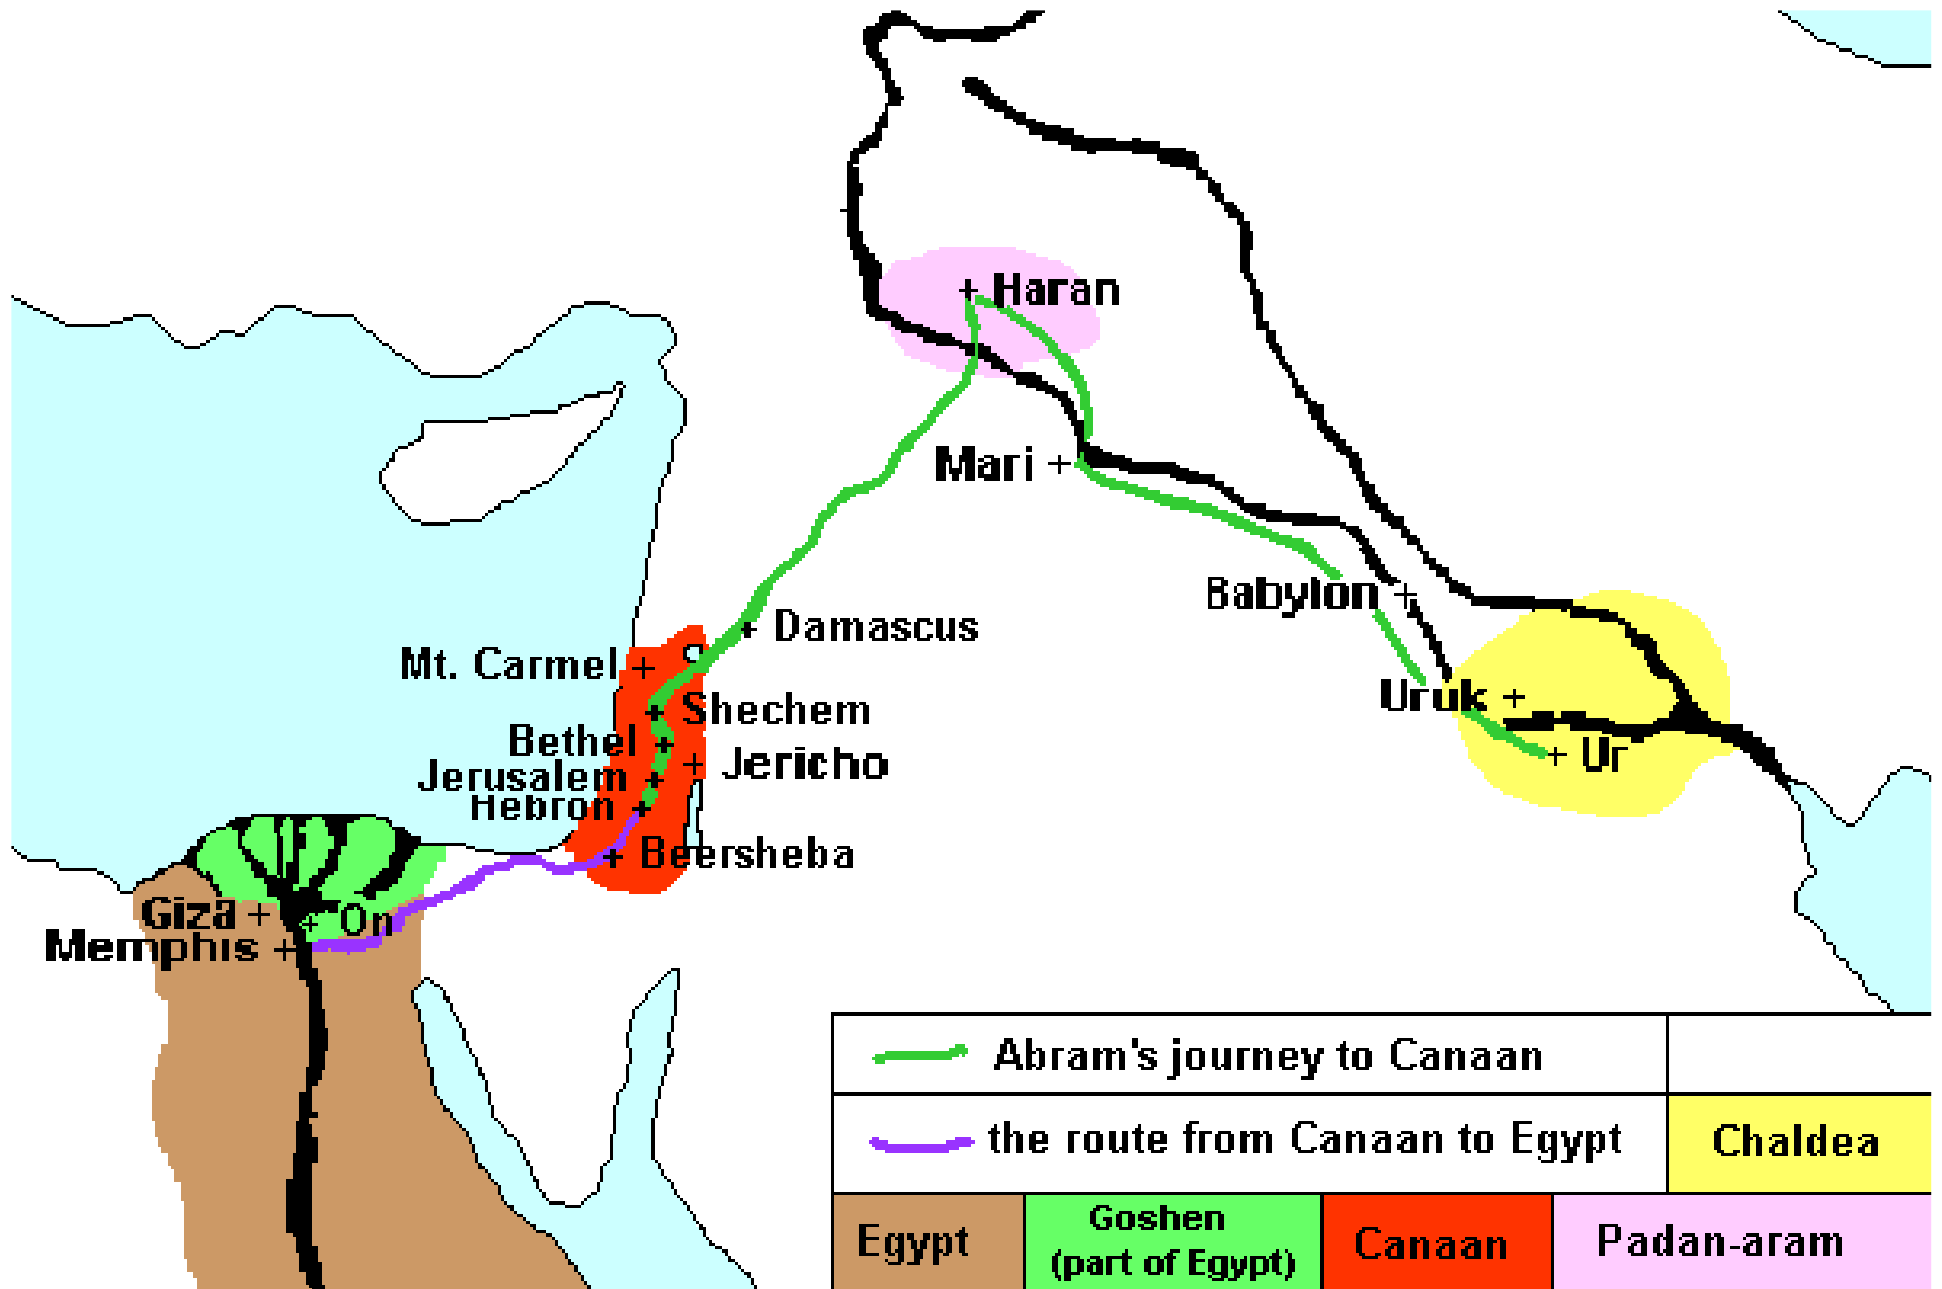 Haran
Mari
Babylon
Damascus
Mt. Carmel
Uruk
Shechem
Bethel
Ur
Jericho
Jerusalem
Hebron
Beersheba
Giza
On
Memphis
Abram's journey to Canaan
the route from Canaan to Egypt
Chaldea
Egypt
Goshen
(part of Egypt)
Canaan
Padan-aram